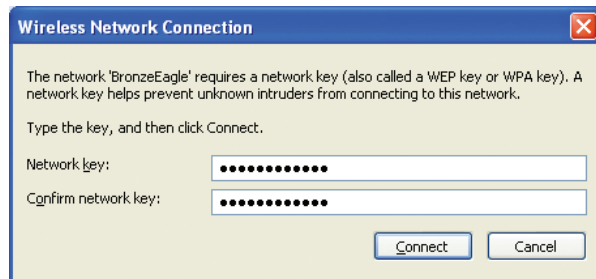 Wireless Network Connection
The network 'BronzeEagle' requires a network key (also called a WEP key or WPA key). A
network key helps prevent unknown intruders from connecting to this network.
Type the key, and then click Connect.
Network key: ●●●●●●●●●●●●
Confirm network key: ●●●●●●●●●●●●
Connect Cancel